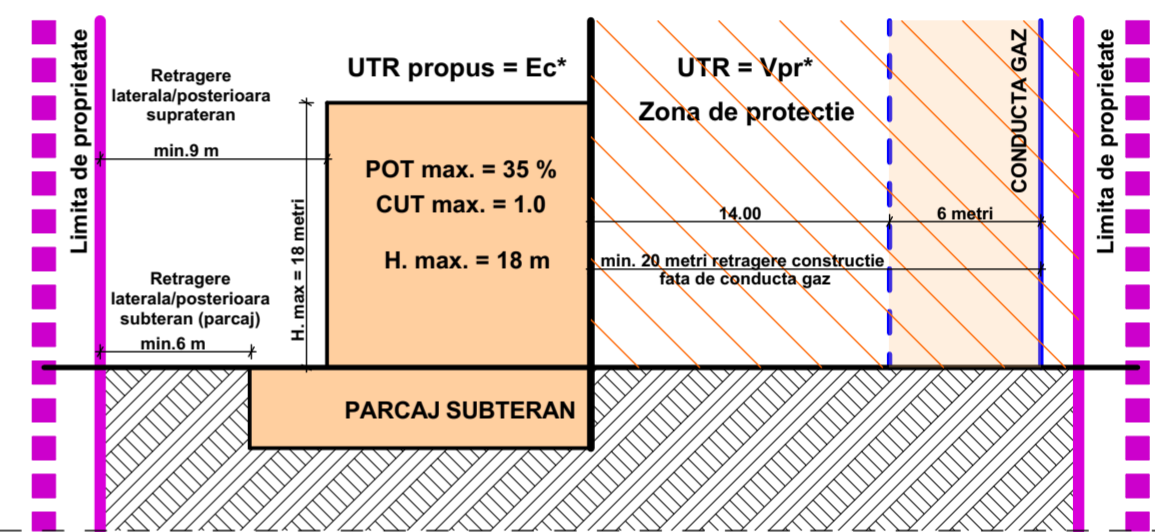 Limita de proprietate
Retragere
laterala/posterioara
suprateran
min.9 m
Retragere
laterala/posterioara
subteran (parcaj)
min.6 m
H. max = 18 metri
UTR propus = Ec*
POT max. = 35 %
CUT max. = 1.0
H. max. = 18 m
PARCAJ SUBTERAN
UTR = Vpr*
Zona de protectie
14.00
6 metri
min. 20 metri retragere constructie
fata de conducta gaz
CONDUCTA GAZ
Limita de proprietate